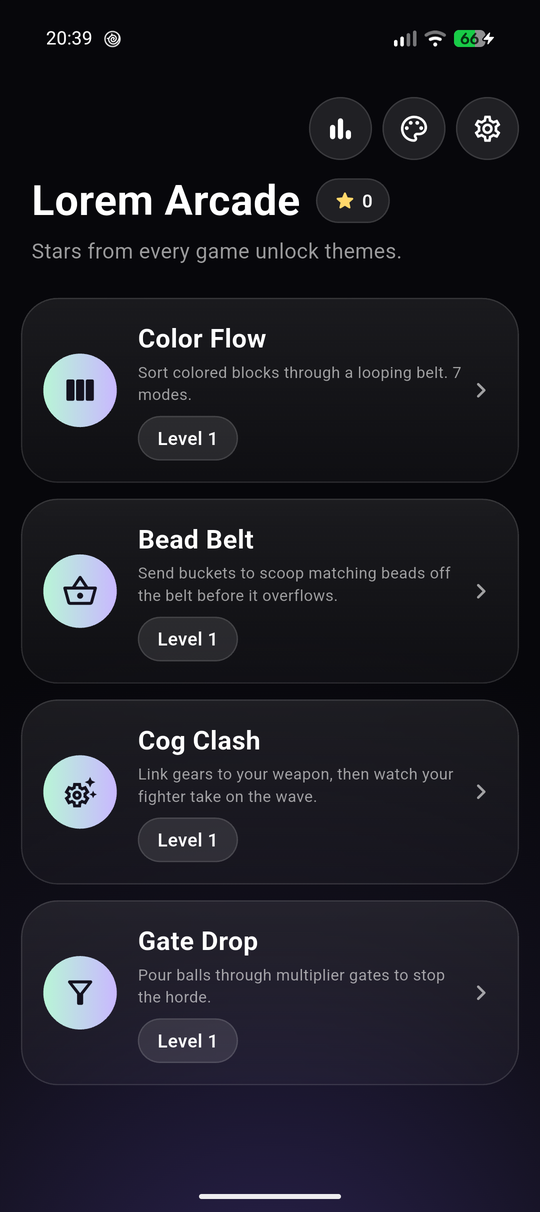 20:39
66
Lorem Arcade
0
Stars from every game unlock themes.
Color Flow
Sort colored blocks through a looping belt. 7
modes.
Level 1
Bead Belt
Send buckets to scoop matching beads off
the belt before it overflows.
Level 1
Cog Clash
Link gears to your weapon, then watch your
fighter take on the wave.
Level 1
Gate Drop
Pour balls through multiplier gates to stop
the horde.
Level 1